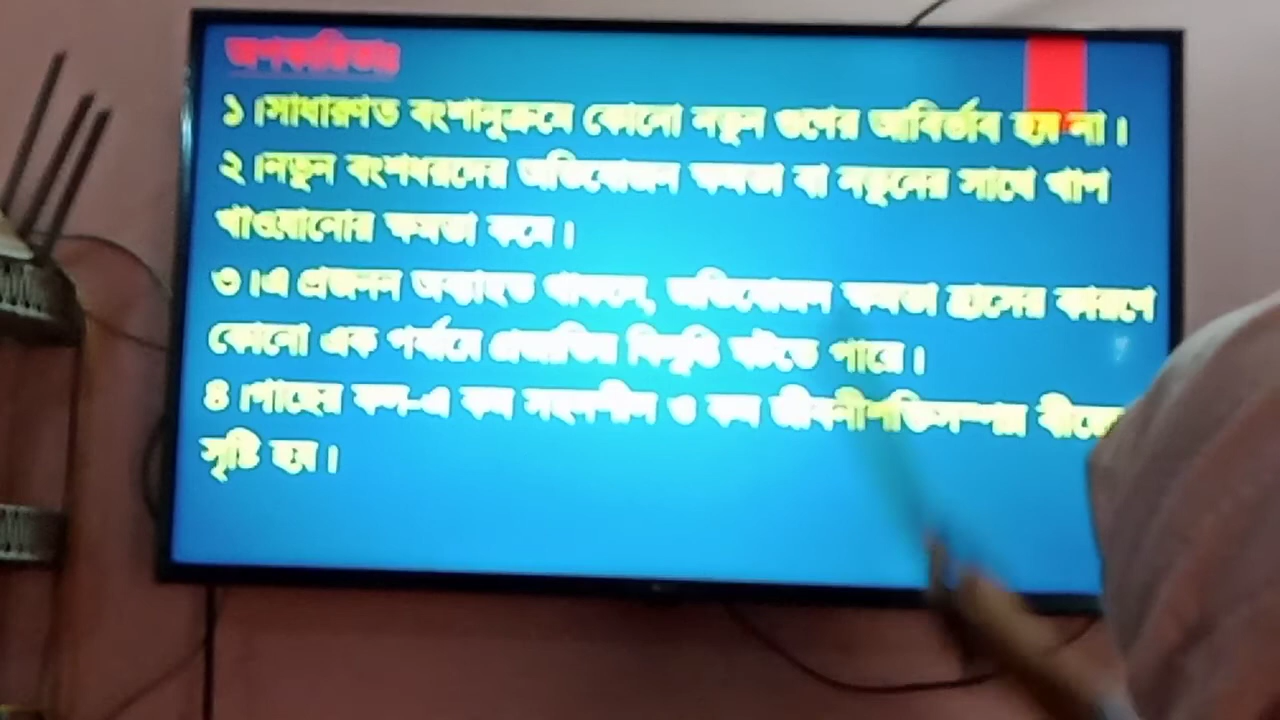 অপকারিতাঃ
১ ।সাধারণত বংশানুক্রমে কোনো নতুন গুণের আবির্ভাব হয় না ।
২ ।নতুন বংশধরদের অভিযোজন ক্ষমতা বা নতুনের সাথে খাপ
খাওয়ানোর ক্ষমতা কমে ।
৩ ।এ প্রজনন অব্যাহত থাকলে, অভিযোজন ক্ষমতা হ্রাসের কারণে
কোনো এক পর্যায়ে প্রজাতির বিলুপ্তি ঘটতে পারে ।
৪ ।গাছের ফল-এ কম সহনশীল ও কম জীবনীশক্তিসম্পন্ন
সৃষ্টি হয় ।